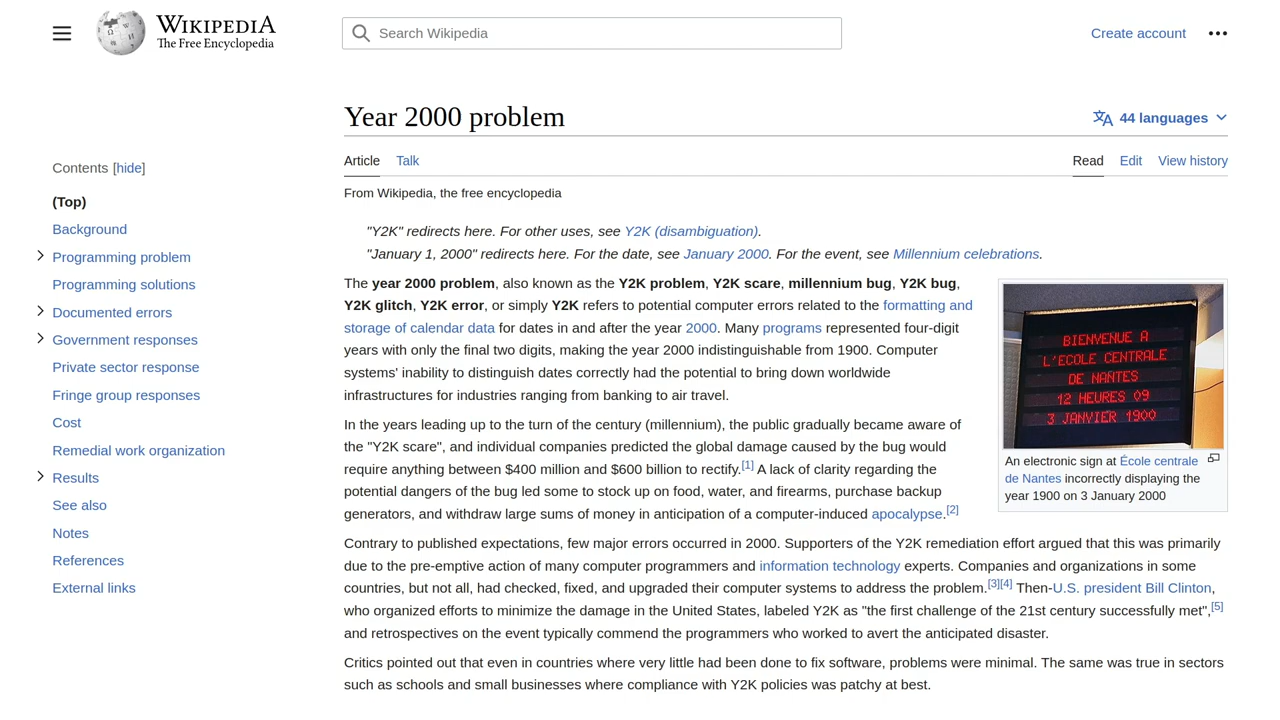 WIKIPEDIA
The Free Encyclopedia
Search Wikipedia
Create account
Year 2000 problem
44 languages
Article Talk
Read Edit View history
From Wikipedia, the free encyclopedia
Contents [hide]
(Top)
Background
Programming problem
Programming solutions
Documented errors
Government responses
Private sector response
Fringe group responses
Cost
Remedial work organization
Results
See also
Notes
References
External links
"Y2K" redirects here. For other uses, see Y2K (disambiguation).
"January 1, 2000" redirects here. For the date, see January 2000. For the event, see Millennium celebrations.
The year 2000 problem, also known as the Y2K problem, Y2K scare, millennium bug, Y2K bug,
Y2K glitch, Y2K error, or simply Y2K refers to potential computer errors related to the formatting and
storage of calendar data for dates in and after the year 2000. Many programs represented four-digit
years with only the final two digits, making the year 2000 indistinguishable from 1900. Computer
systems' inability to distinguish dates correctly had the potential to bring down worldwide
infrastructures for industries ranging from banking to air travel.
In the years leading up to the turn of the century (millennium), the public gradually became aware of
the "Y2K scare", and individual companies predicted the global damage caused by the bug would
require anything between $400 million and $600 billion to rectify.[1] A lack of clarity regarding the
potential dangers of the bug led some to stock up on food, water, and firearms, purchase backup
generators, and withdraw large sums of money in anticipation of a computer-induced apocalypse.[2]
BIENVENUE A
L'ECOLE CENTRALE
DE NANTES
12 HEURES 09
3 JANVIER 1900
An electronic sign at École centrale
de Nantes incorrectly displaying the
year 1900 on 3 January 2000
Contrary to published expectations, few major errors occurred in 2000. Supporters of the Y2K remediation effort argued that this was primarily
due to the pre-emptive action of many computer programmers and information technology experts. Companies and organizations in some
countries, but not all, had checked, fixed, and upgraded their computer systems to address the problem.[3][4] Then-U.S. president Bill Clinton,
who organized efforts to minimize the damage in the United States, labeled Y2K as "the first challenge of the 21st century successfully met",[5]
and retrospectives on the event typically commend the programmers who worked to avert the anticipated disaster.
Critics pointed out that even in countries where very little had been done to fix software, problems were minimal. The same was true in sectors
such as schools and small businesses where compliance with Y2K policies was patchy at best.